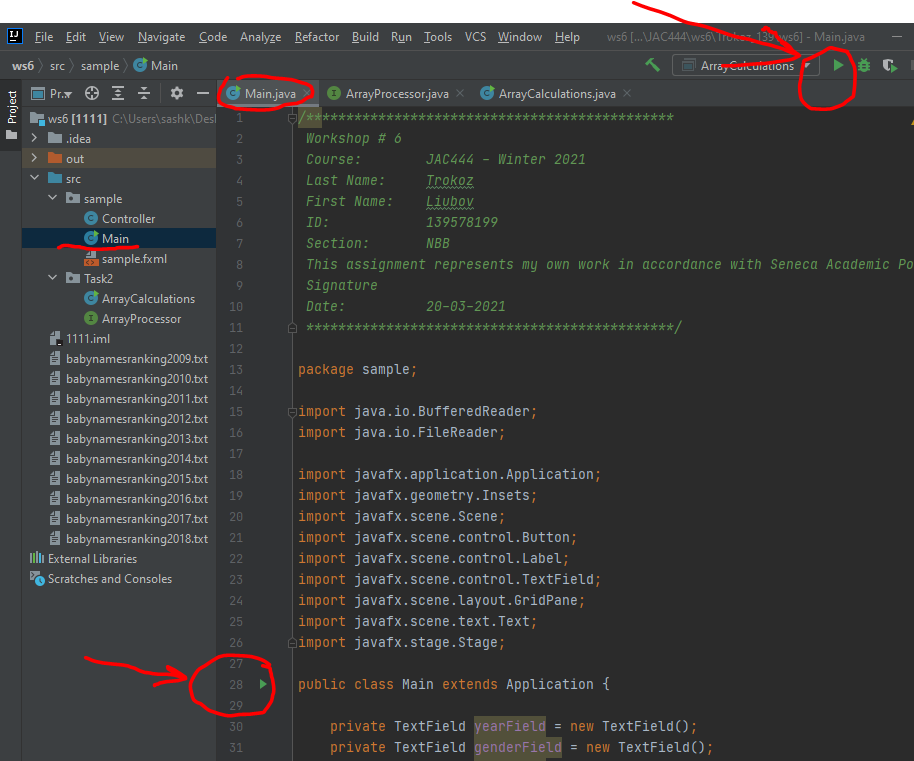 File Edit View Navigate Code Analyze Refactor Build Run Tools VCS Window Help ws6 [...\JAC444\ws6\Trokoz_139\ws6] - Main.java
ws6 src sample Main ArrayCalculations
Project
Pr... Main.java ArrayProcessor.java ArrayCalculations.java
ws6 [1111] C:\Users\sashk\Des
.idea
out
src
sample
Controller
Main
sample.fxml
Task2
ArrayCalculations
ArrayProcessor
1111.iml
babynamesranking2009.txt
babynamesranking2010.txt
babynamesranking2011.txt
babynamesranking2012.txt
babynamesranking2013.txt
babynamesranking2014.txt
babynamesranking2015.txt
babynamesranking2016.txt
babynamesranking2017.txt
babynamesranking2018.txt
External Libraries
Scratches and Consoles
1 /**********************************************
2 Workshop # 6
3 Course: JAC444 - Winter 2021
4 Last Name: Trokoz
5 First Name: Liubov
6 ID: 139578199
7 Section: NBB
8 This assignment represents my own work in accordance with Seneca Academic Po
9 Signature
10 Date: 20-03-2021
11 **********************************************/
12
13 package sample;
14
15 import java.io.BufferedReader;
16 import java.io.FileReader;
17
18 import javafx.application.Application;
19 import javafx.geometry.Insets;
20 import javafx.scene.Scene;
21 import javafx.scene.control.Button;
22 import javafx.scene.control.Label;
23 import javafx.scene.control.TextField;
24 import javafx.scene.layout.GridPane;
25 import javafx.scene.text.Text;
26 import javafx.stage.Stage;
27
28 public class Main extends Application {
29
30 private TextField yearField = new TextField();
31 private TextField genderField = new TextField();